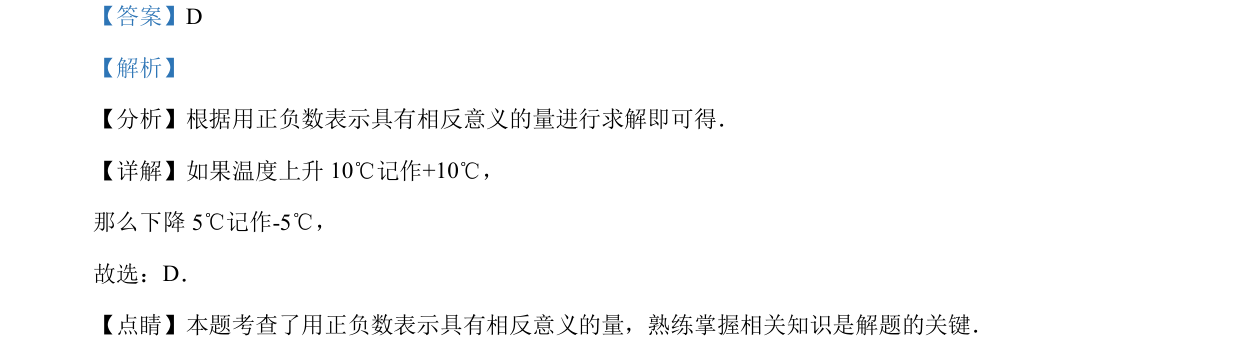 【答案】D
【解析】
【分析】根据用正负数表示具有相反意义的量进行求解即可得．
【详解】如果温度上升 10℃记作+10℃，
那么下降 5℃记作-5℃，
故选：D．
【点睛】本题考查了用正负数表示具有相反意义的量，熟练掌握相关知识是解题的关键．